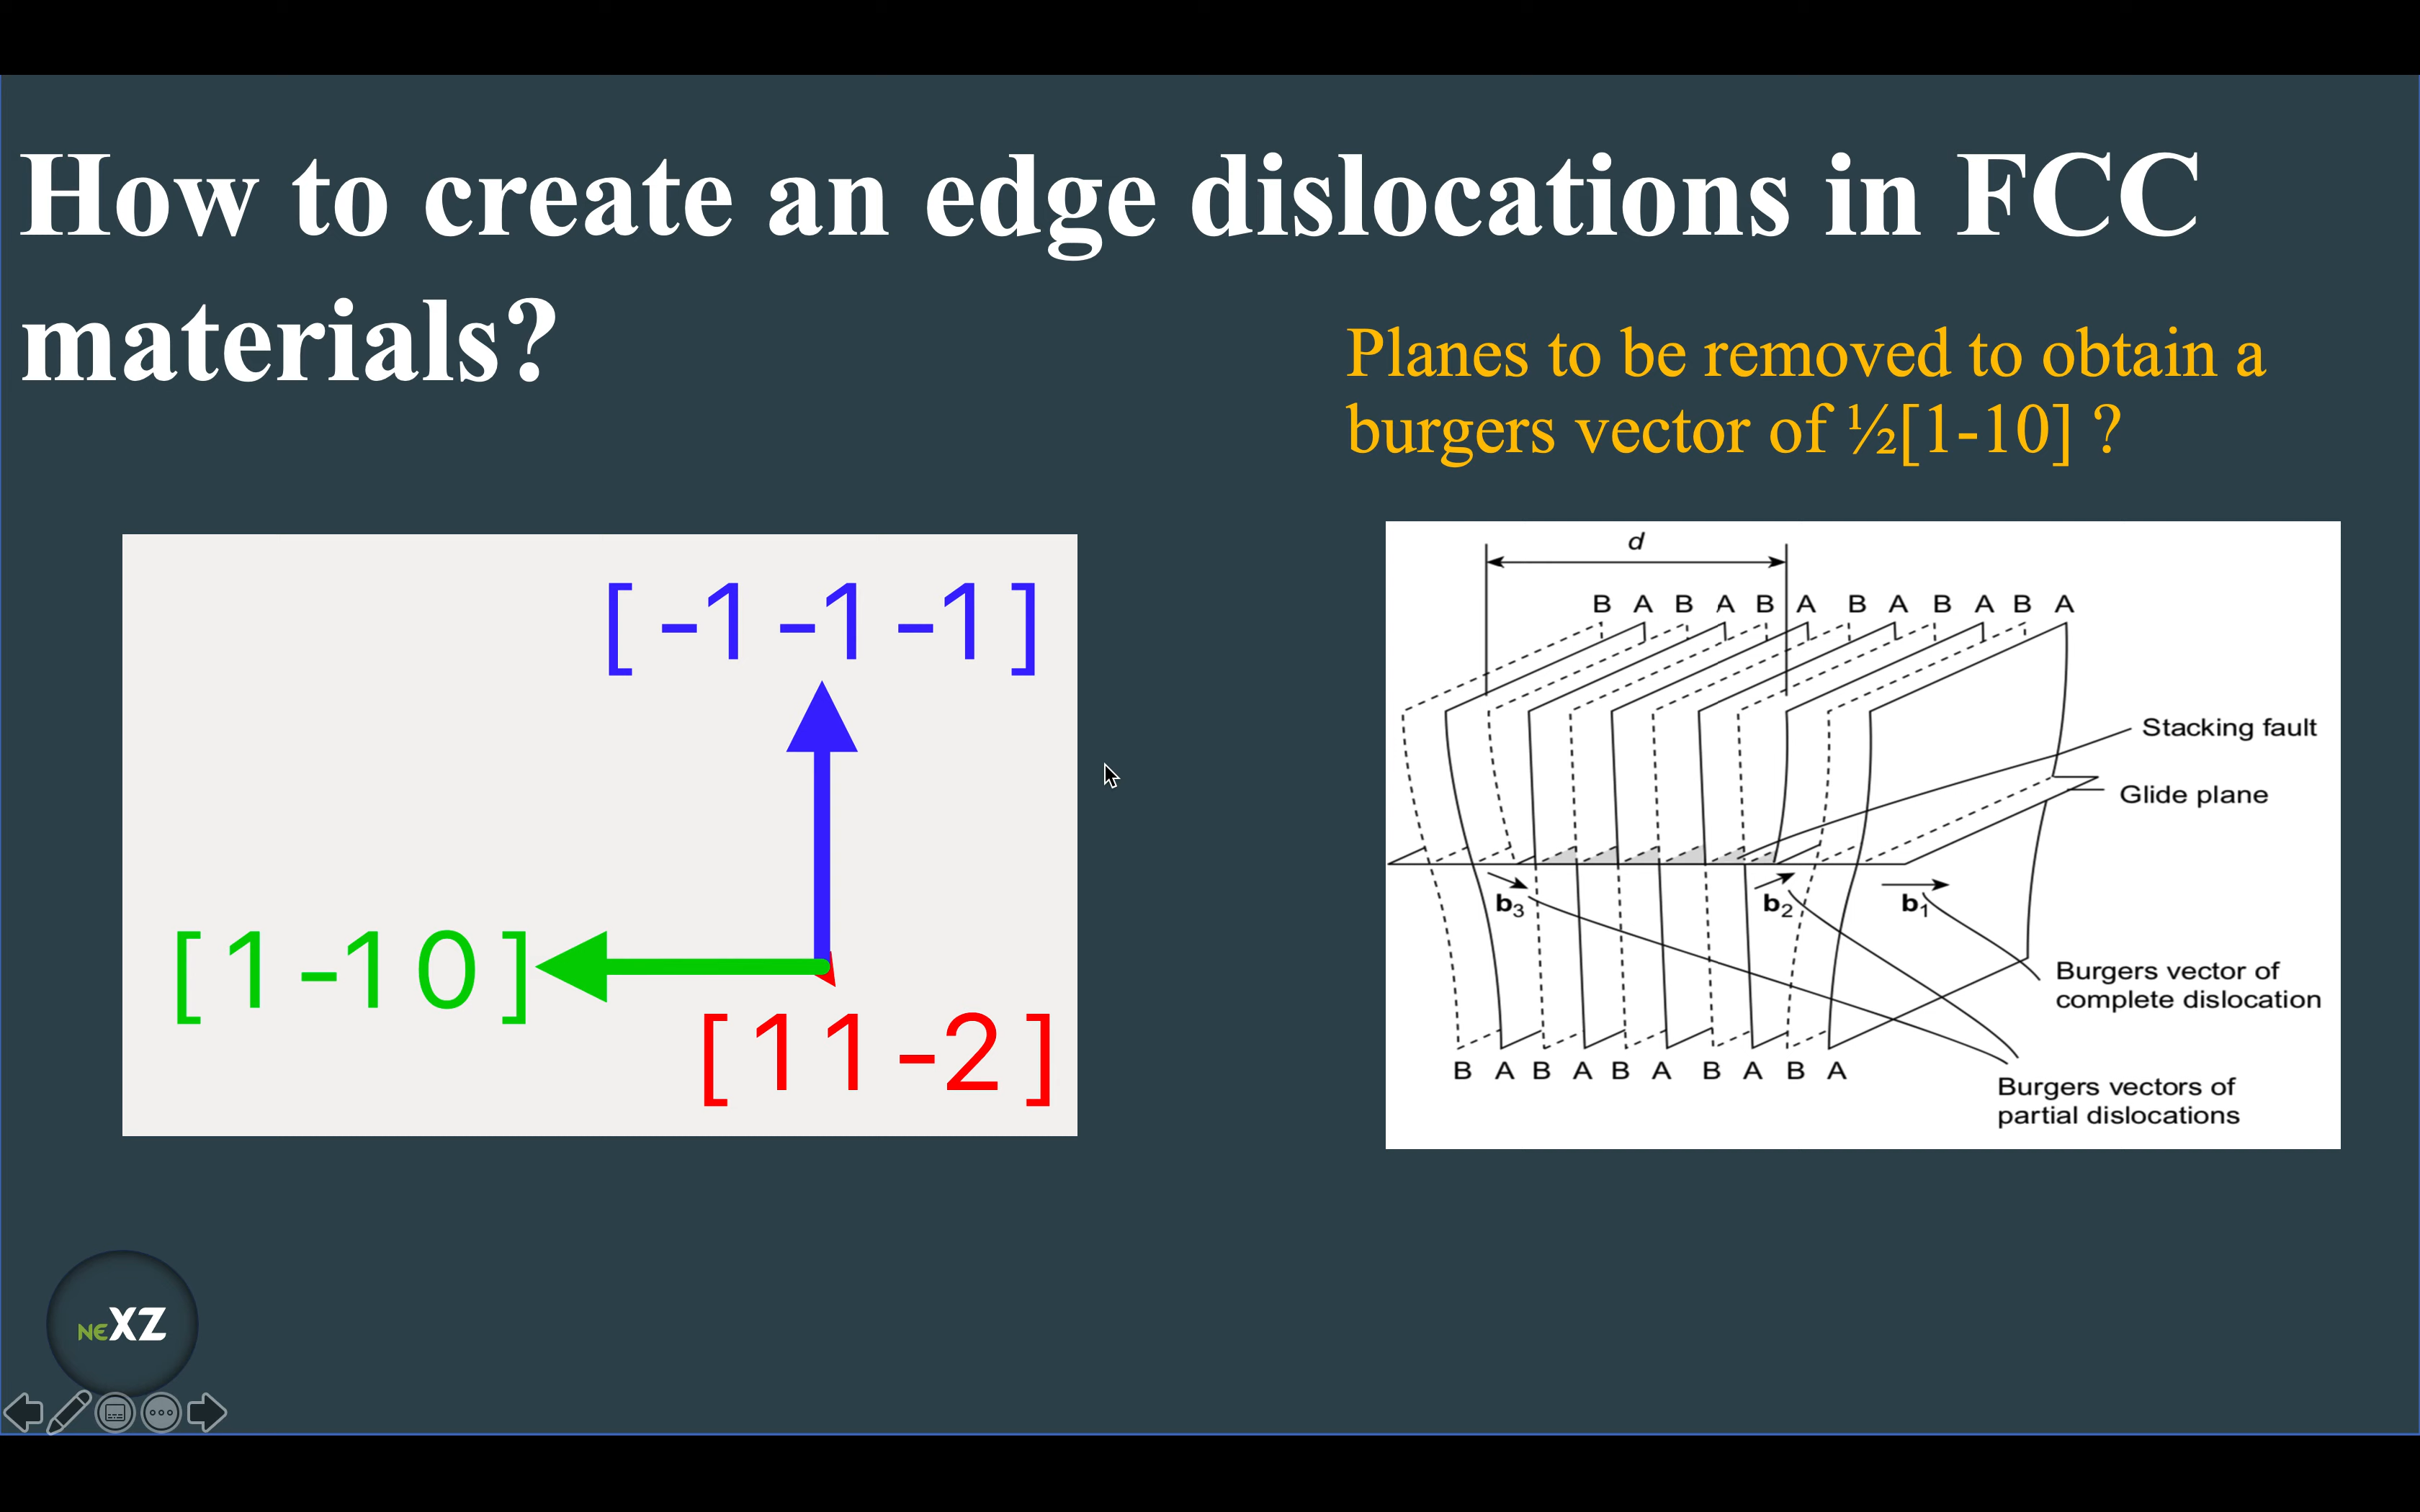 How to create an edge dislocations in FCC
materials?
Planes to be removed to obtain a
burgers vector of ½[1-10] ?
[-1-1-1]
[1-10]
[11-2]
d
B A B A B A B A B A B A
Stacking fault
Glide plane
b3
b2
b1
Burgers vector of
complete dislocation
B A B A B A B A B A
Burgers vectors of
partial dislocations
NEXZ